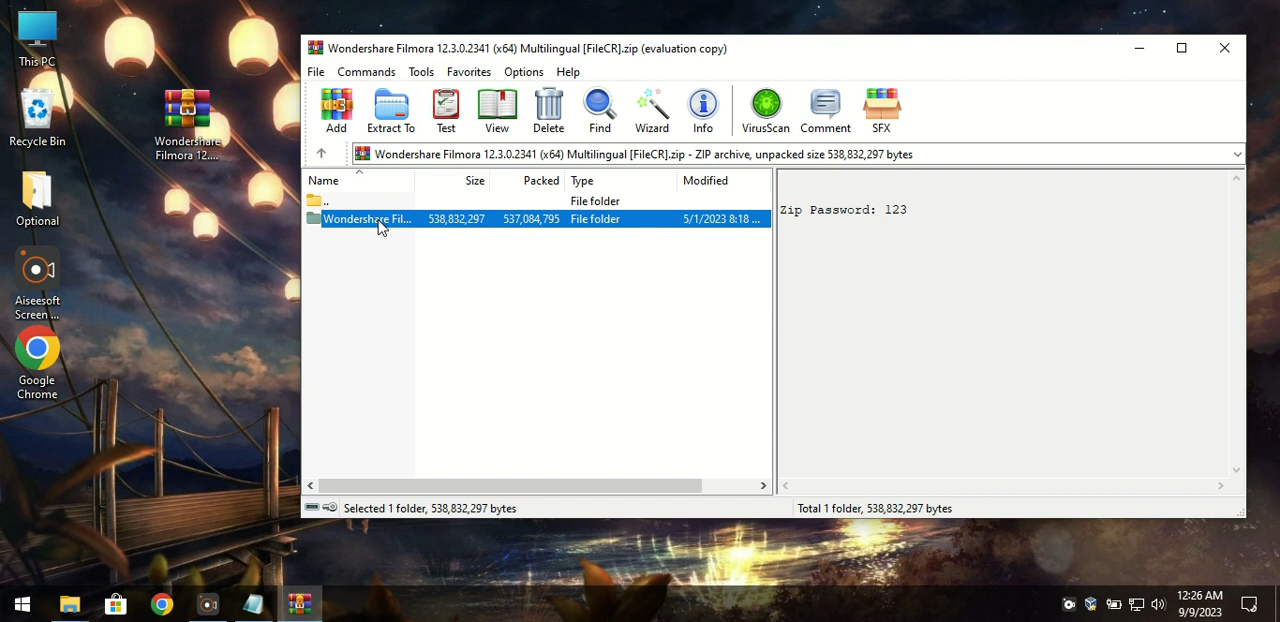 This PC
Recycle Bin
Optional
Aiseesoft
Screen ...
Google
Chrome
Wondershare
Filmora 12....
Wondershare Filmora 12.3.0.2341 (x64) Multilingual [FileCR].zip (evaluation copy)
File Commands Tools Favorites Options Help
Add Extract To Test View Delete Find Wizard Info VirusScan Comment SFX
Wondershare Filmora 12.3.0.2341 (x64) Multilingual [FileCR].zip - ZIP archive, unpacked size 538,832,297 bytes
Name Size Packed Type Modified
.. File folder
Wondershare Fil... 538,832,297 537,084,795 File folder 5/1/2023 8:18 ...
Zip Password: 123
Selected 1 folder, 538,832,297 bytes
Total 1 folder, 538,832,297 bytes
12:26 AM
9/9/2023